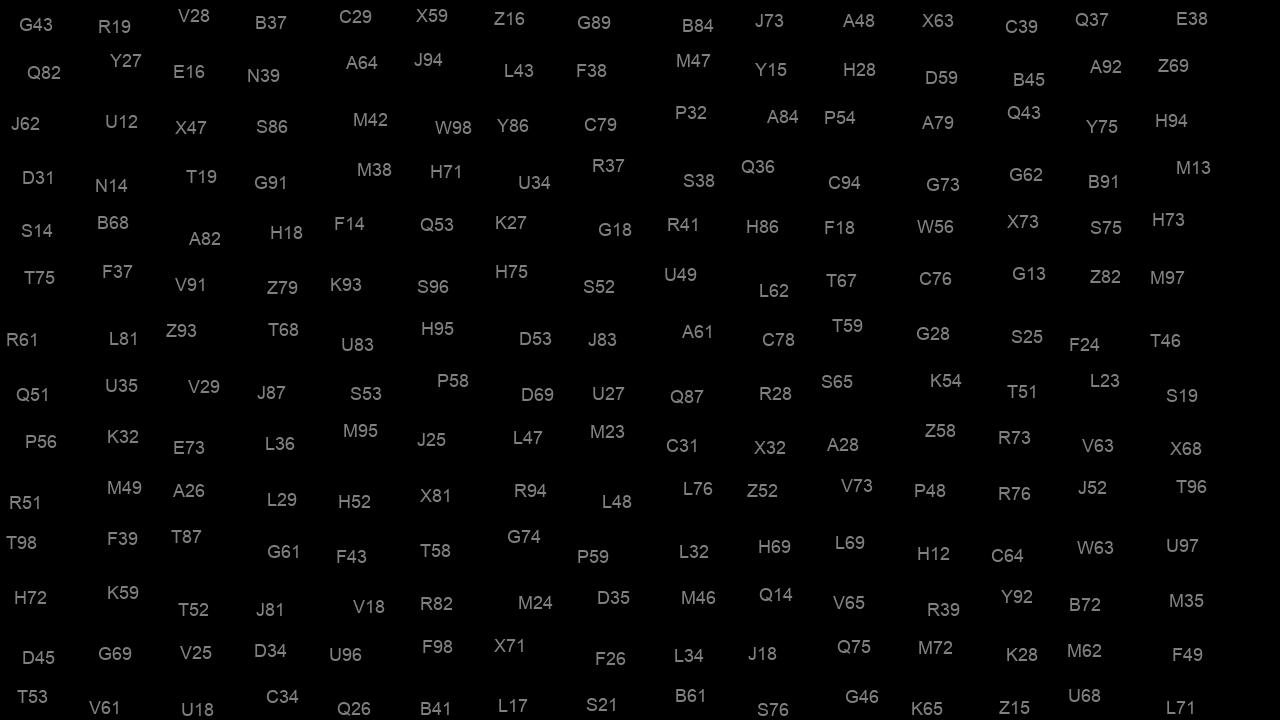 G43 R19 V28 B37 C29 X59 Z16 G89 B84 J73 A48 X63 C39 Q37 E38
Q82 Y27 E16 N39 A64 J94 L43 F38 M47 Y15 H28 D59 B45 A92 Z69
J62 U12 X47 S86 M42 W98 Y86 C79 P32 A84 P54 A79 Q43 Y75 H94
D31 N14 T19 G91 M38 H71 U34 R37 S38 Q36 C94 G73 G62 B91 M13
S14 B68 A82 H18 F14 Q53 K27 G18 R41 H86 F18 W56 X73 S75 H73
T75 F37 V91 Z79 K93 S96 H75 S52 U49 L62 T67 C76 G13 Z82 M97
R61 L81 Z93 T68 U83 H95 D53 J83 A61 C78 T59 G28 S25 F24 T46
Q51 U35 V29 J87 S53 P58 D69 U27 Q87 R28 S65 K54 T51 L23 S19
P56 K32 E73 L36 M95 J25 L47 M23 C31 X32 A28 Z58 R73 V63 X68
R51 M49 A26 L29 H52 X81 R94 L48 L76 Z52 V73 P48 R76 J52 T96
T98 F39 T87 G61 F43 T58 G74 P59 L32 H69 L69 H12 C64 W63 U97
H72 K59 T52 J81 V18 R82 M24 D35 M46 Q14 V65 R39 Y92 B72 M35
D45 G69 V25 D34 U96 F98 X71 F26 L34 J18 Q75 M72 K28 M62 F49
T53 V61 U18 C34 Q26 B41 L17 S21 B61 S76 G46 K65 Z15 U68 L71